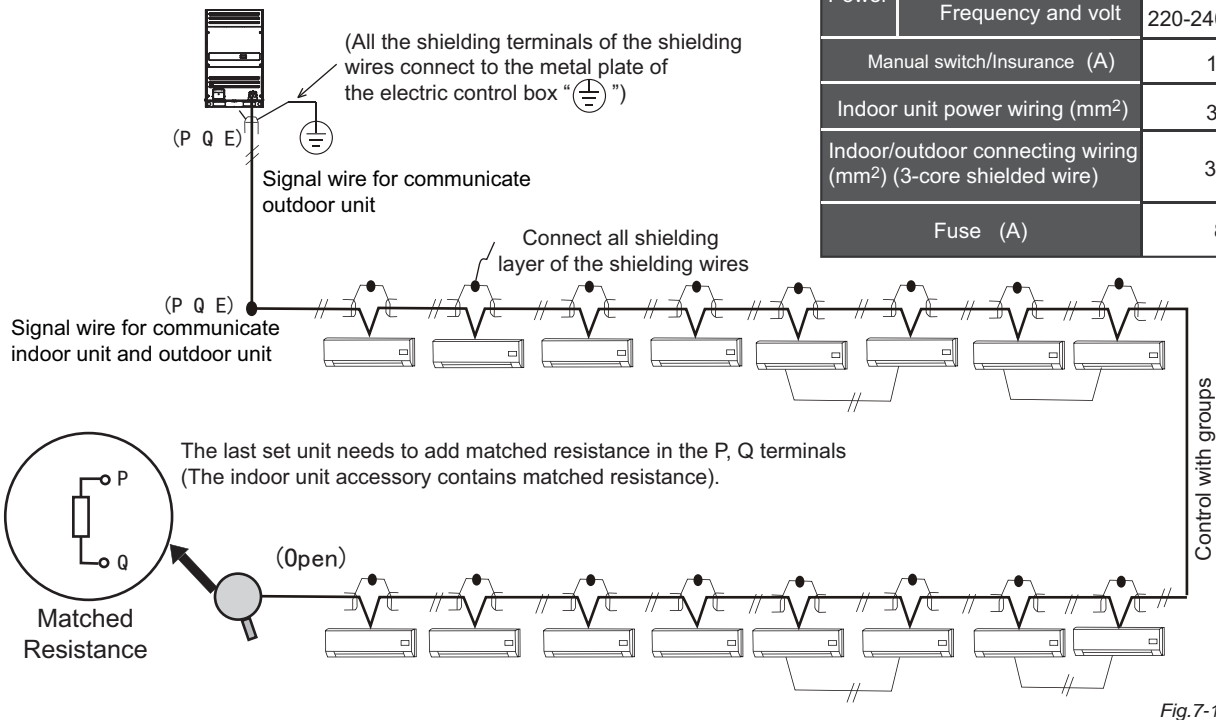 (All the shielding terminals of the shielding
wires connect to the metal plate of
the electric control box “ ”)
(P Q E)
Signal wire for communicate
outdoor unit
Frequency and volt
Manual switch/Insurance (A)
Indoor unit power wiring (mm²)
Indoor/outdoor connecting wiring
(mm²) (3-core shielded wire)
Fuse (A)
Connect all shielding
layer of the shielding wires
(P Q E)
Signal wire for communicate
indoor unit and outdoor unit
Control with groups
The last set unit needs to add matched resistance in the P, Q terminals
(The indoor unit accessory contains matched resistance).
P
Q
(Open)
Matched
Resistance
Fig.7-1